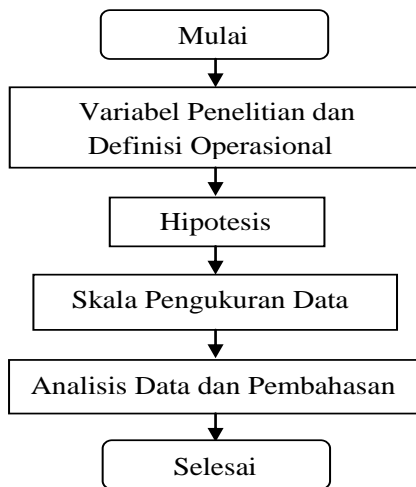 Mulai
Variabel Penelitian dan
Definisi Operasional
Hipotesis
Skala Pengukuran Data
Analisis Data dan Pembahasan
Selesai